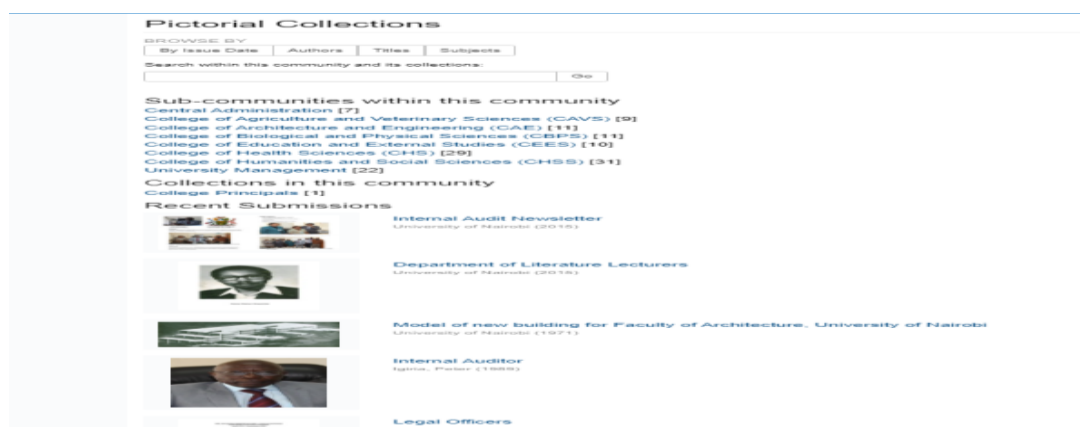 Pictorial Collections
BROWSE BY
By Issue Date Authors Titles Subjects
Search within this community and its collections:
Go
Sub-communities within this community
Central Administration [7]
College of Agriculture and Veterinary Sciences (CAVS) [9]
College of Architecture and Engineering (CAE) [11]
College of Biological and Physical Sciences (CBPS) [11]
College of Education and External Studies (CEES) [10]
College of Health Sciences (CHS) [29]
College of Humanities and Social Sciences (CHSS) [31]
University Management [22]
Collections in this community
College Principals [1]
Recent Submissions
Internal Audit Newsletter
University of Nairobi (2015)
Department of Literature Lecturers
University of Nairobi (2015)
Model of new building for Faculty of Architecture, University of Nairobi
University of Nairobi (1971)
Internal Auditor
Peter (1989)
Legal Officers